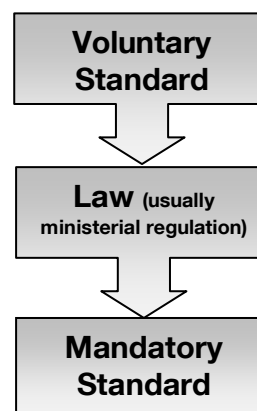 Voluntary
Standard
Law (usually
ministerial regulation)
Mandatory
Standard